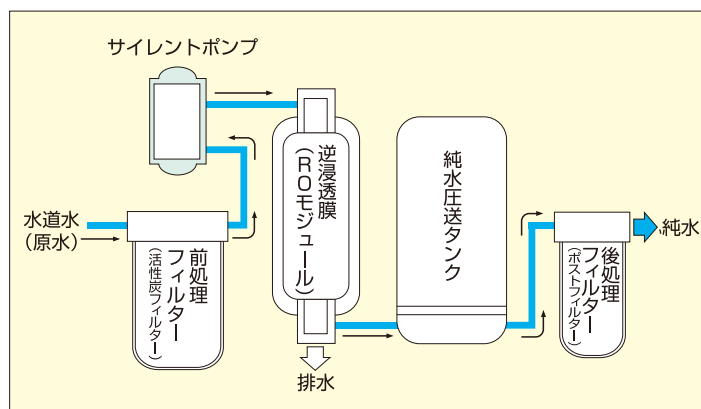 サイレントポンプ
水道水
(原水)
前処理
フィルター
(活性炭フィルター)
逆浸透膜
(ROモジュール)
排水
純水圧送タンク
後処理
フィルター
(ポストフィルター)
純水